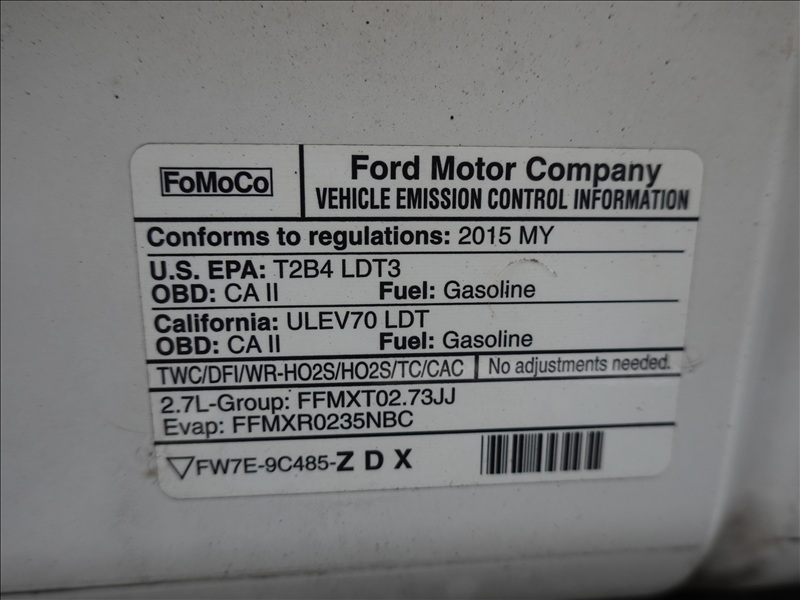 FoMoCo
Ford Motor Company
VEHICLE EMISSION CONTROL INFORMATION
Conforms to regulations: 2015 MY
U.S. EPA: T2B4 LDT3
OBD: CA II Fuel: Gasoline
California: ULEV70 LDT
OBD: CA II Fuel: Gasoline
TWC/DFI/WR-HO2S/HO2S/TC/CAC No adjustments needed.
2.7L-Group: FFMXT02.73JJ
Evap: FFMXR0235NBC
FW7E-9C485-Z D X